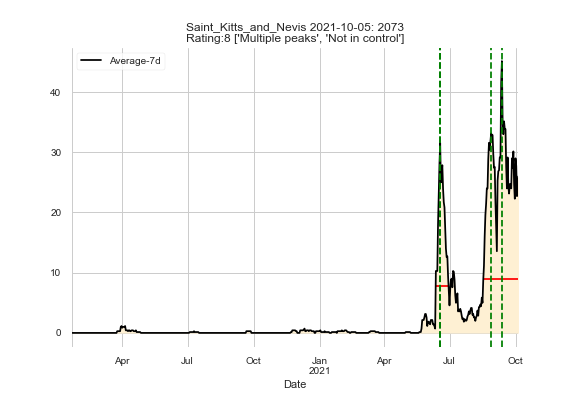 Saint_Kitts_and_Nevis 2021-10-05: 2073
Rating:8 ['Multiple peaks', 'Not in control']
Average-7d
40
30
20
10
0
Apr
Jul
Oct
Jan
2021
Apr
Jul
Oct
Date